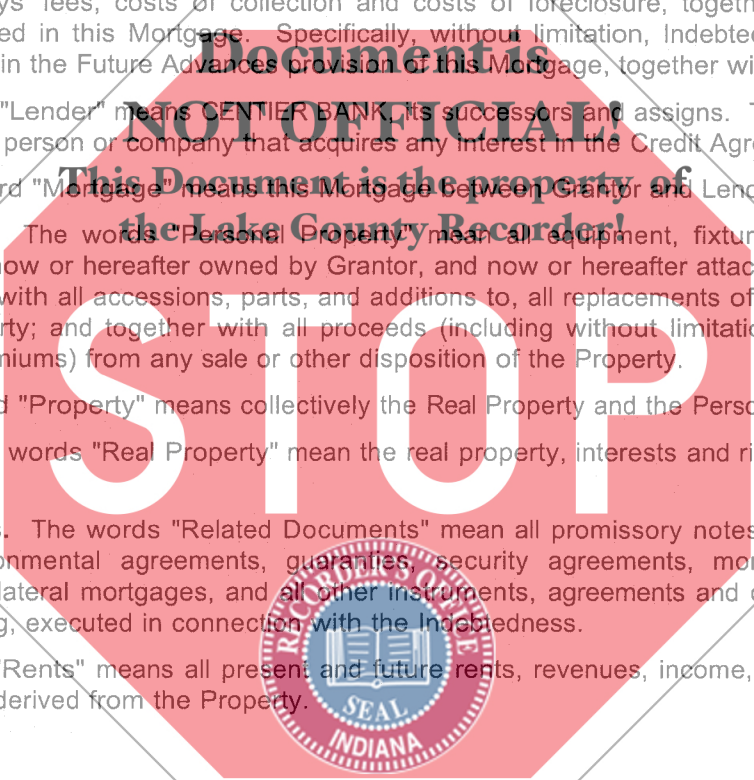 ys' fees, costs of collection and costs of foreclosure, togeth
ed in this Mortgage. Specifically, without limitation, Indebted
in the Future Advances provision of this Mortgage, together wi
Document is
"Lender" means CENTIER BANK, its successors and assigns. T
NOT OFFICIAL!
person or company that acquires any interest in the Credit Agre
This Document is the property of
rd "Mortgage" means this Mortgage between Grantor and Lend
the Lake County Recorder!
The words "Personal Property" mean all equipment, fixtur
now or hereafter owned by Grantor, and now or hereafter attac
with all accessions, parts, and additions to, all replacements of
rty; and together with all proceeds (including without limitatio
miums) from any sale or other disposition of the Property.
STOP
d "Property" means collectively the Real Property and the Perso
words "Real Property" mean the real property, interests and ri
s. The words "Related Documents" mean all promissory notes
onmental agreements, guaranties, security agreements, mor
lateral mortgages, and all other instruments, agreements and
g, executed in connection with the Indebtedness.
"Rents" means all present and future rents, revenues, income,
derived from the Property.
RECORDER'S OFFICE
SEAL
INDIANA